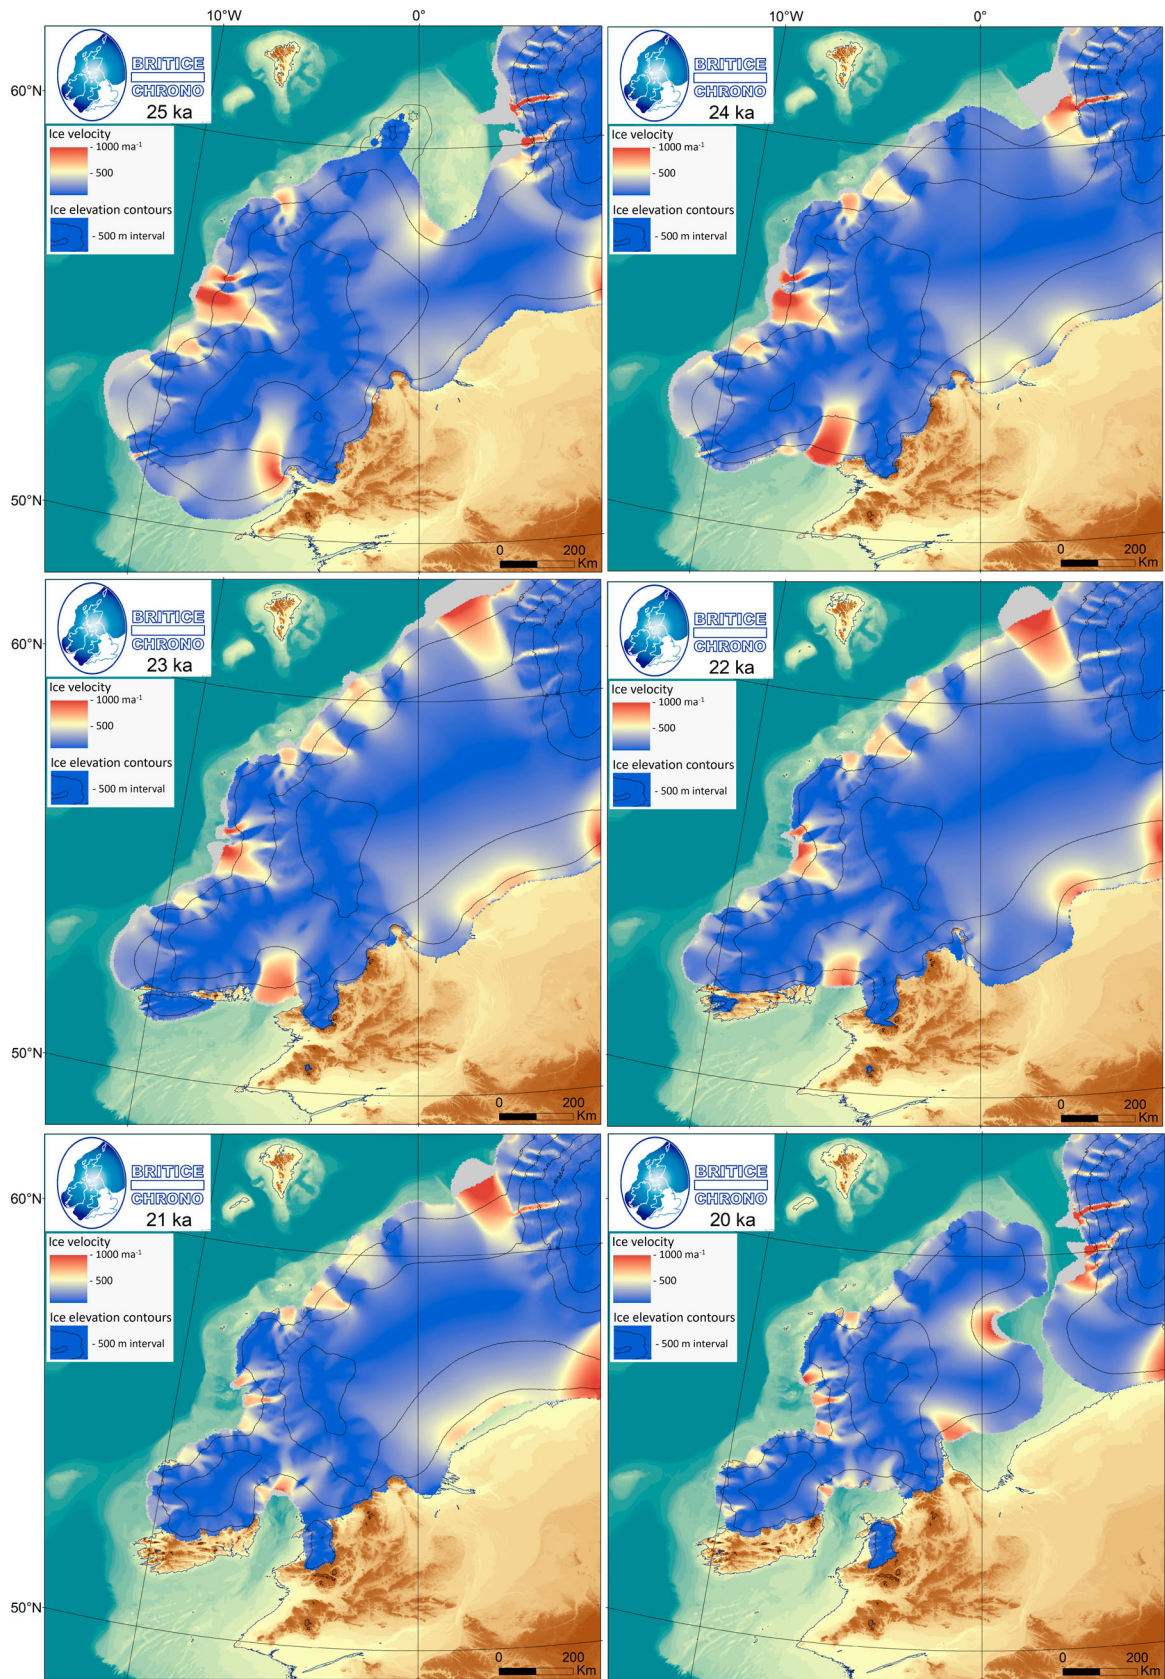 10°W 0° 10°W 0°
BRITICE
CHRONO
25 ka
60°N
Ice velocity
- 1000 ma-1
- 500
Ice elevation contours
- 500 m interval
50°N
0 200
Km
BRITICE
CHRONO
24 ka
Ice velocity
- 1000 ma-1
- 500
Ice elevation contours
- 500 m interval
0 200
Km
BRITICE
CHRONO
23 ka
60°N
Ice velocity
- 1000 ma-1
- 500
Ice elevation contours
- 500 m interval
50°N
0 200
Km
BRITICE
CHRONO
22 ka
Ice velocity
- 1000 ma-1
- 500
Ice elevation contours
- 500 m interval
0 200
Km
BRITICE
CHRONO
21 ka
60°N
Ice velocity
- 1000 ma-1
- 500
Ice elevation contours
- 500 m interval
50°N
0 200
Km
BRITICE
CHRONO
20 ka
Ice velocity
- 1000 ma-1
- 500
Ice elevation contours
- 500 m interval
0 200
Km